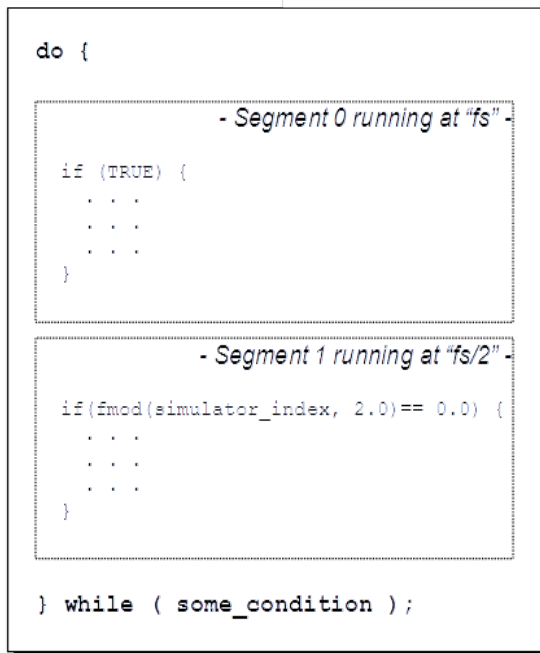 do {
- Segment 0 running at “fs” -
if (TRUE) {
. . .
. . .
. . .
}
- Segment 1 running at “fs/2” -
if(fmod(simulator_index, 2.0)== 0.0) {
. . .
. . .
. . .
}
} while ( some_condition );